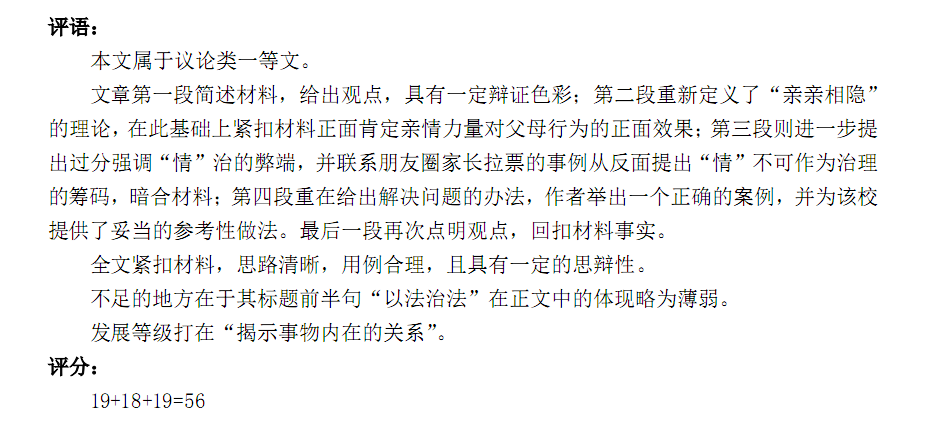 评语：
本文属于议论类一等文。
文章第一段简述材料，给出观点，具有一定辩证色彩；第二段重新定义了“亲亲相隐”
的理论，在此基础上紧扣材料正面肯定亲情力量对父母行为的正面效果；第三段则进一步提
出过分强调“情”治的弊端，并联系朋友圈家长拉票的事例从反面提出“情”不可作为治理
的筹码，暗合材料；第四段重在给出解决问题的办法，作者举出一个正确的案例，并为该校
提供了妥当的参考性做法。最后一段再次点明观点，回扣材料事实。
全文紧扣材料，思路清晰，用例合理，且具有一定的思辩性。
不足的地方在于其标题前半句“以法治法”在正文中的体现略为薄弱。
发展等级打在“揭示事物内在的关系”。
评分：
19+18+19=56